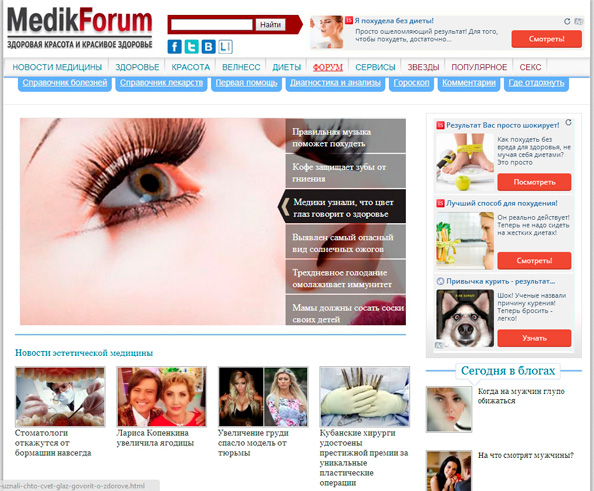 MedikForum
ЗДОРОВАЯ КРАСОТА И КРАСИВОЕ ЗДОРОВЬЕ
Найти
Я похудела без диеты!
Просто ошеломляющий результат! Для того,
чтобы похудеть, достаточно...
Смотреть!
НОВОСТИ МЕДИЦИНЫ ЗДОРОВЬЕ КРАСОТА ВЕЛНЕСС ДИЕТЫ ФОРУМ СЕРВИСЫ ЗВЕЗДЫ ПОПУЛЯРНОЕ СЕКС
Справочник болезней Справочник лекарств Первая помощь Диагностика и анализы Гороскоп Комментарии Где отдохнуть
Правильная музыка
поможет похудеть
Кофе защищает зубы от
гниения
Медики узнали, что цвет
глаз говорит о здоровье
Выявлен самый опасный
вид солнечных ожогов
Трехдневное голодание
омолаживает иммунитет
Мамы должны сосать соски
своих детей
Результат Вас просто шокирует!
Как похудеть без
вреда для здоровья, не
мучая себя диетами?
Это просто
Посмотреть
Лучший способ для похудения!
Он реально действует!
Теперь не надо сидеть
на жестких диетах!
Смотреть!
Привычка курить - результат...
Шок! Ученые назвали
причину курения!
Теперь бросить -
легко!
Узнать
Новости эстетической медицины
Стоматологи
откажутся от
бормашин навсегда
Лариса Копенкина
увеличила ягодицы
Увеличение груди
спасло модель от
тюрьмы
Кубанские хирурги
удостоены
престижной премии за
уникальные
пластические
операции
Сегодня в блогах
Когда на мужчин глупо
обижаться
На что смотрят мужчины?
-uznali-chto-cvet-glaz-govorit-o-zdorove.html